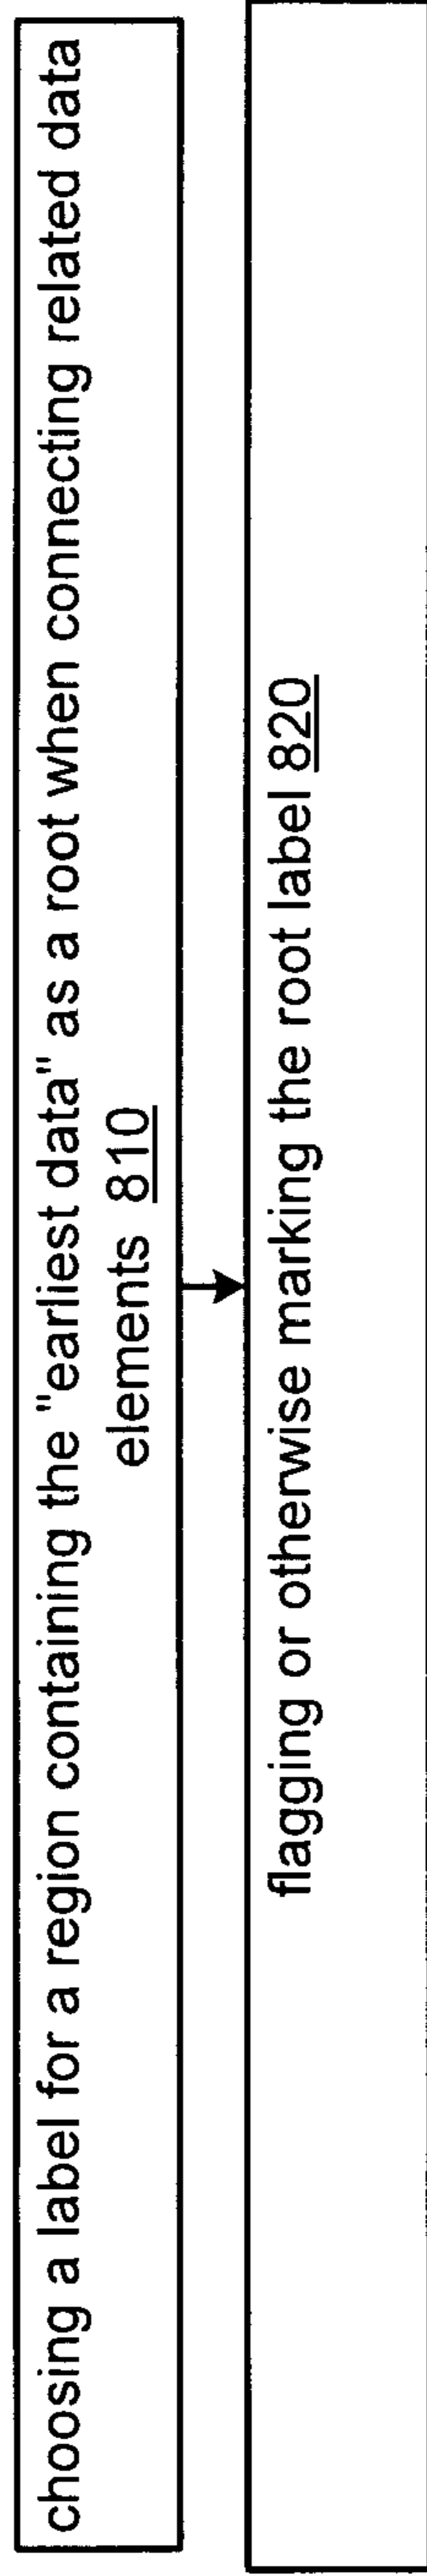 choosing a label for a region containing the "earliest data" as a root when connecting related data
elements 810
flagging or otherwise marking the root label 820